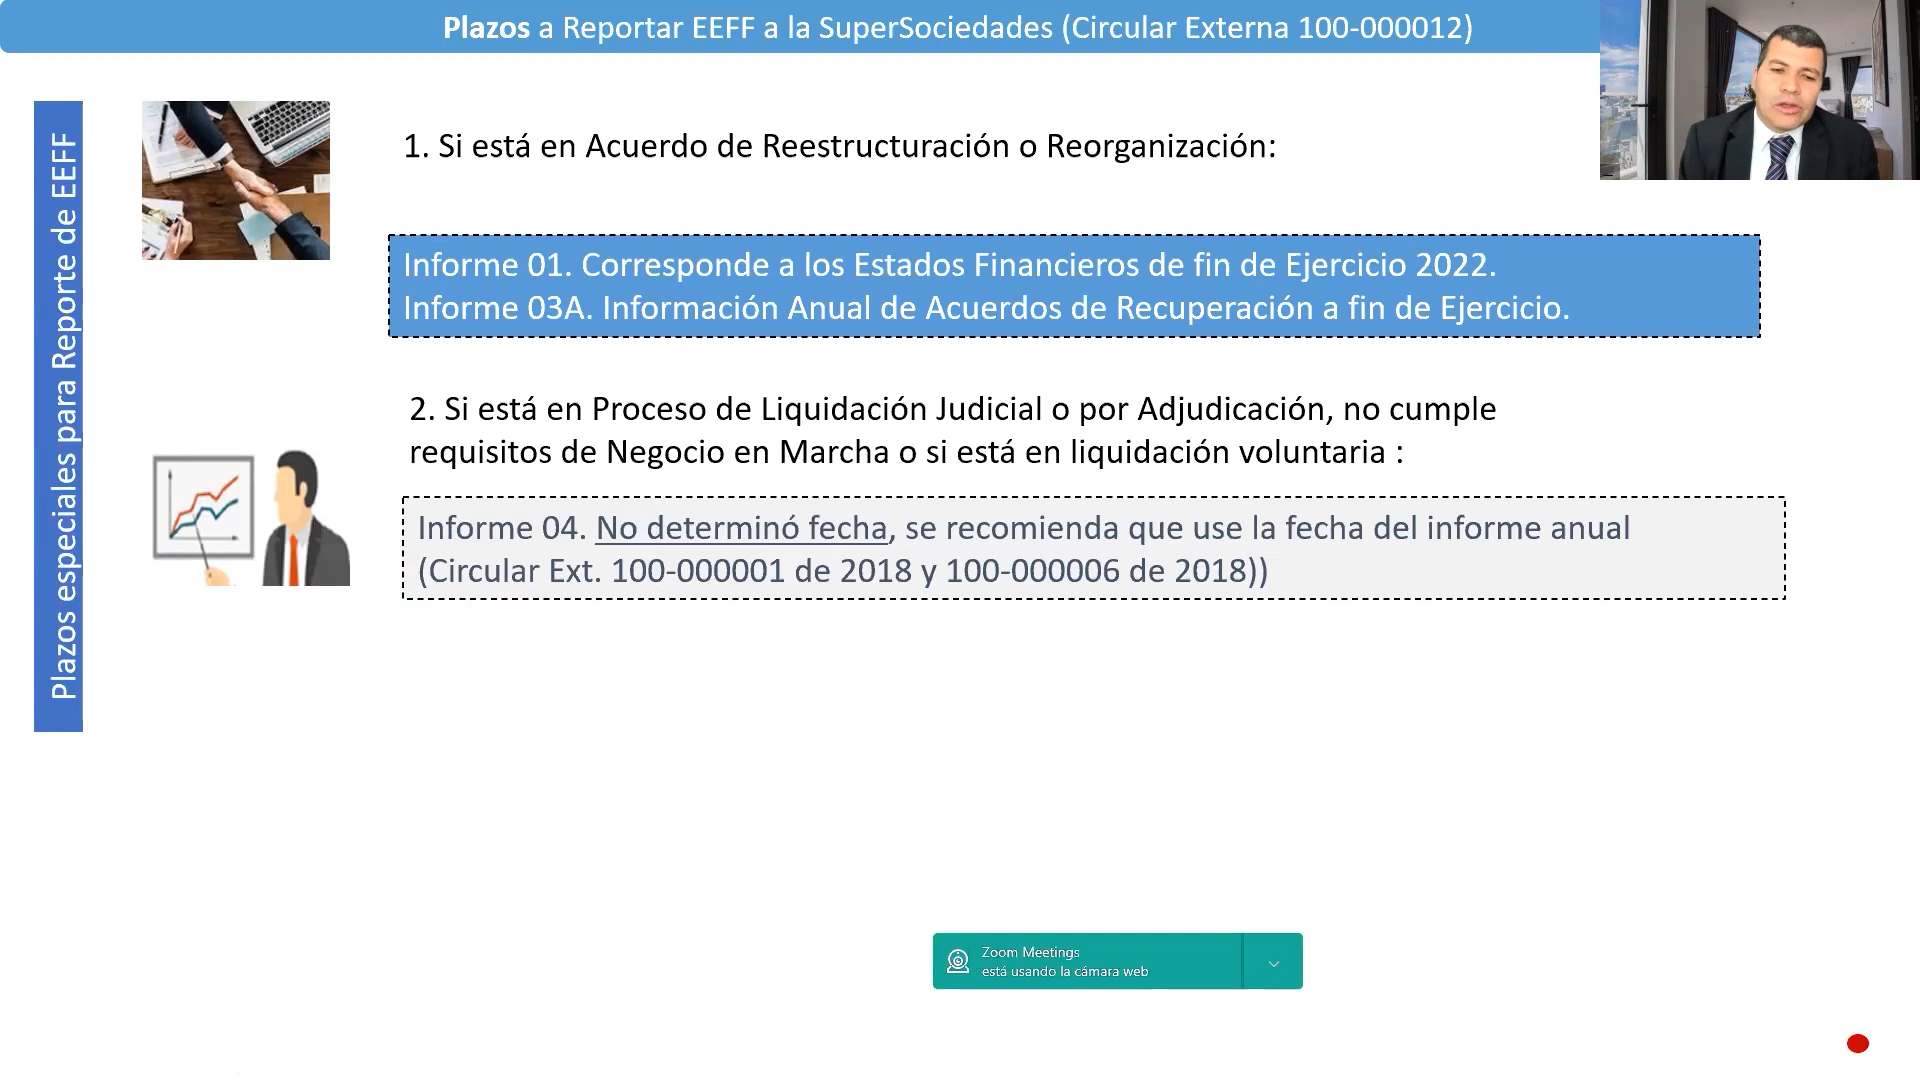 Plazos a Reportar EEFF a la SuperSociedades (Circular Externa 100-000012)
Plazos especiales para Reporte de EEFF
1. Si está en Acuerdo de Reestructuración o Reorganización:
Informe 01. Corresponde a los Estados Financieros de fin de Ejercicio 2022.
Informe 03A. Información Anual de Acuerdos de Recuperación a fin de Ejercicio.
2. Si está en Proceso de Liquidación Judicial o por Adjudicación, no cumple
requisitos de Negocio en Marcha o si está en liquidación voluntaria :
Informe 04. No determinó fecha, se recomienda que use la fecha del informe anual
(Circular Ext. 100-000001 de 2018 y 100-000006 de 2018))
Zoom Meetings
está usando la cámara web